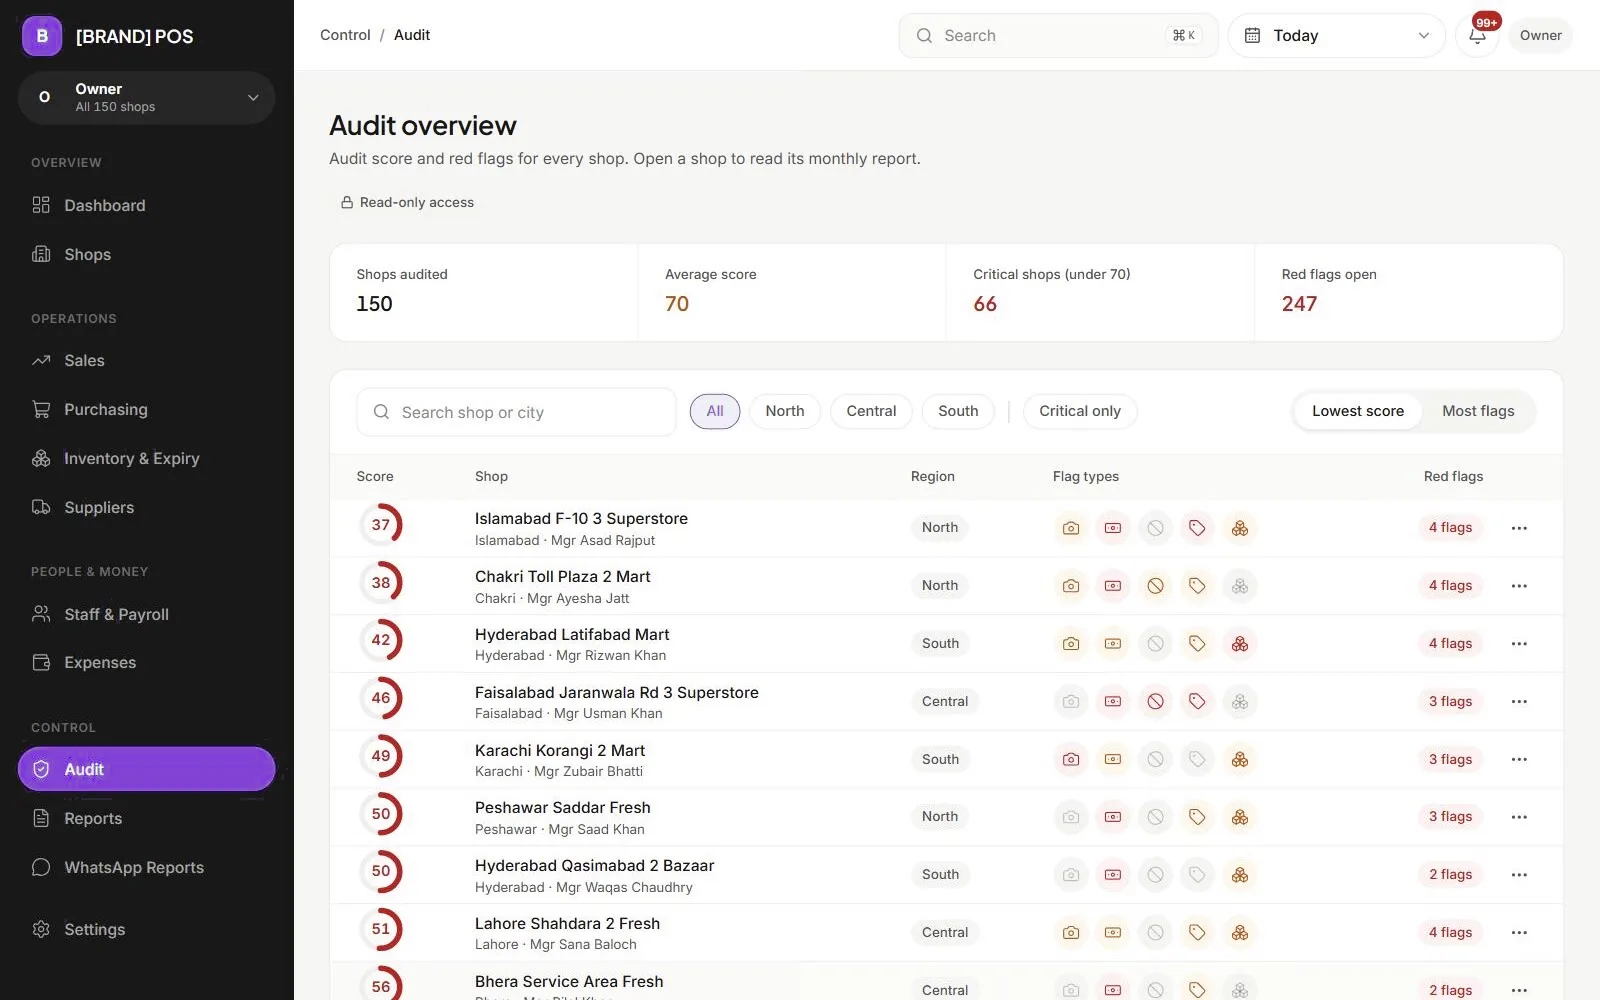 B [BRAND] POS
O Owner
All 150 shops
OVERVIEW
Dashboard
Shops
OPERATIONS
Sales
Purchasing
Inventory & Expiry
Suppliers
PEOPLE & MONEY
Staff & Payroll
Expenses
CONTROL
Audit
Reports
WhatsApp Reports
Settings
Control / Audit
Search ⌘ K
Today
99+
Owner
Audit overview
Audit score and red flags for every shop. Open a shop to read its monthly report.
Read-only access
Shops audited
150
Average score
70
Critical shops (under 70)
66
Red flags open
247
Search shop or city
All North Central South Critical only
Lowest score Most flags
Score Shop Region Flag types Red flags
37 Islamabad F-10 3 Superstore North 4 flags
Islamabad · Mgr Asad Rajput
38 Chakri Toll Plaza 2 Mart North 4 flags
Chakri · Mgr Ayesha Jatt
42 Hyderabad Latifabad Mart South 4 flags
Hyderabad · Mgr Rizwan Khan
46 Faisalabad Jaranwala Rd 3 Superstore Central 3 flags
Faisalabad · Mgr Usman Khan
49 Karachi Korangi 2 Mart South 3 flags
Karachi · Mgr Zubair Bhatti
50 Peshawar Saddar Fresh North 3 flags
Peshawar · Mgr Saad Khan
50 Hyderabad Qasimabad 2 Bazaar South 2 flags
Hyderabad · Mgr Waqas Chaudhry
51 Lahore Shahdara 2 Fresh Central 4 flags
Lahore · Mgr Sana Baloch
56 Bhera Service Area Fresh Central 2 flags